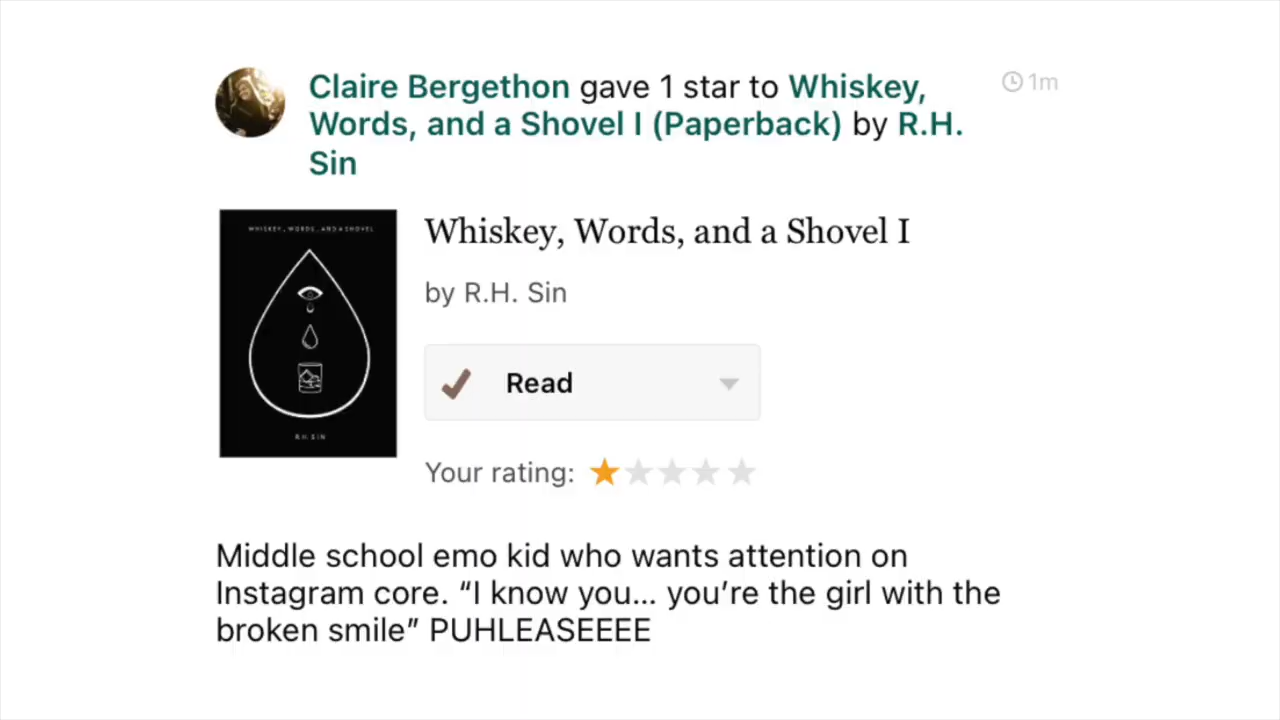 Claire Bergethon gave 1 star to Whiskey,
1m
Words, and a Shovel I (Paperback) by R.H.
Sin
WHISKEY, WORDS, AND A SHOVEL
R.H. SIN
Whiskey, Words, and a Shovel I
by R.H. Sin
Read
Your rating:
Middle school emo kid who wants attention on
Instagram core. “I know you... you’re the girl with the
broken smile” PUHLEASEEEE